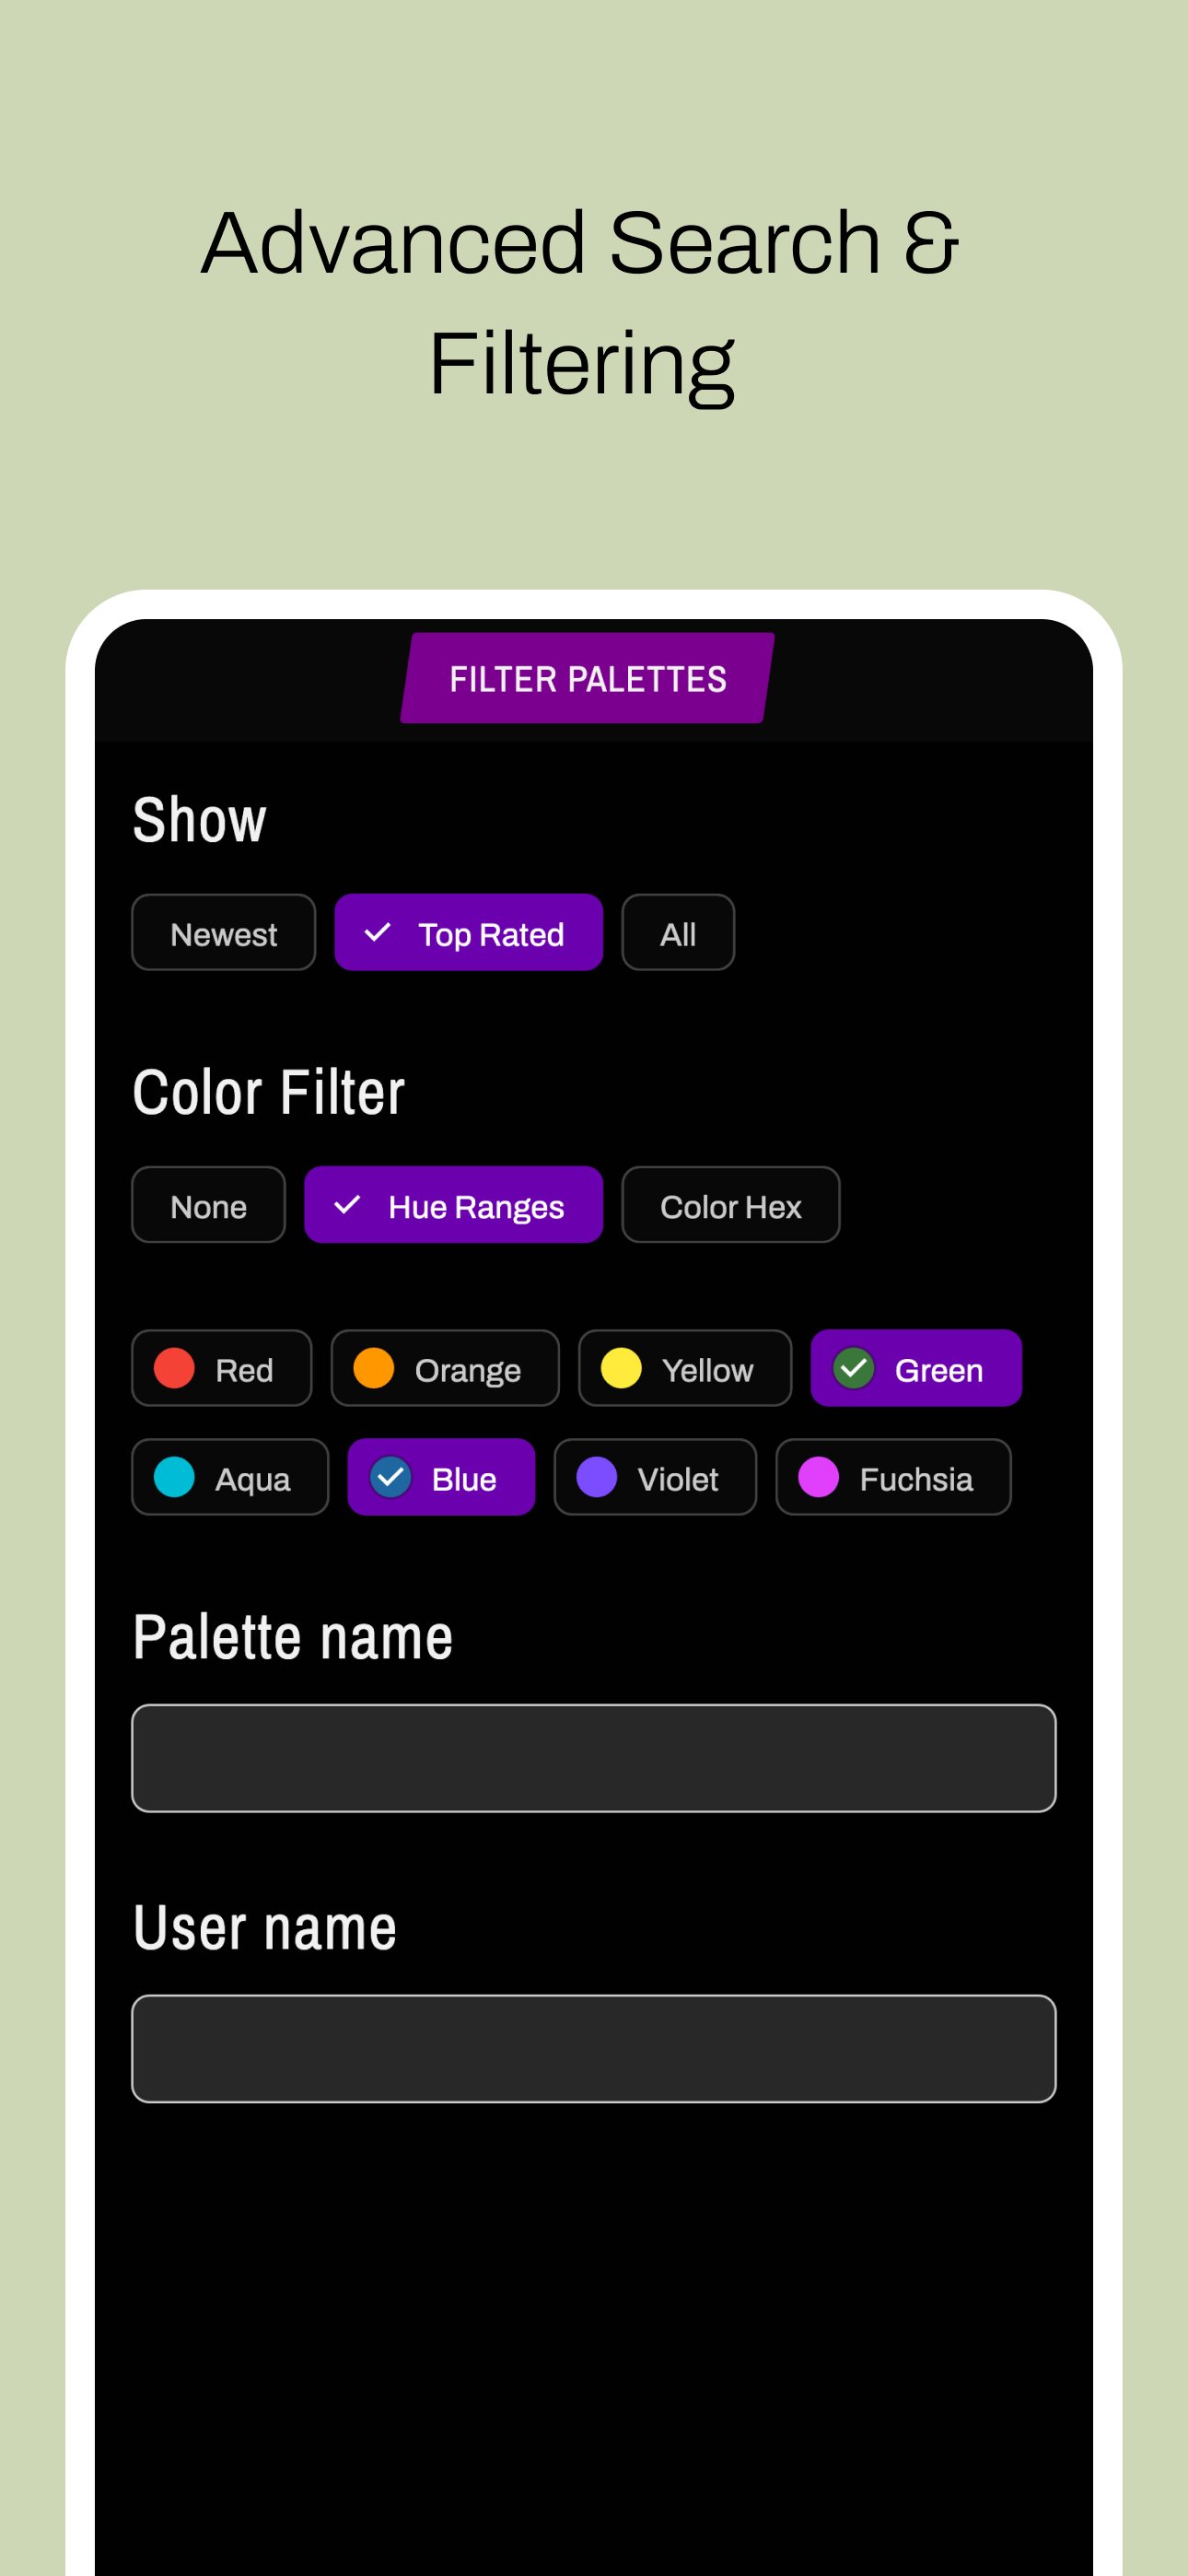 Advanced Search &
Filtering
FILTER PALETTES
Show
Newest Top Rated All
Color Filter
None Hue Ranges Color Hex
Red Orange Yellow Green
Aqua Blue Violet Fuchsia
Palette name
User name